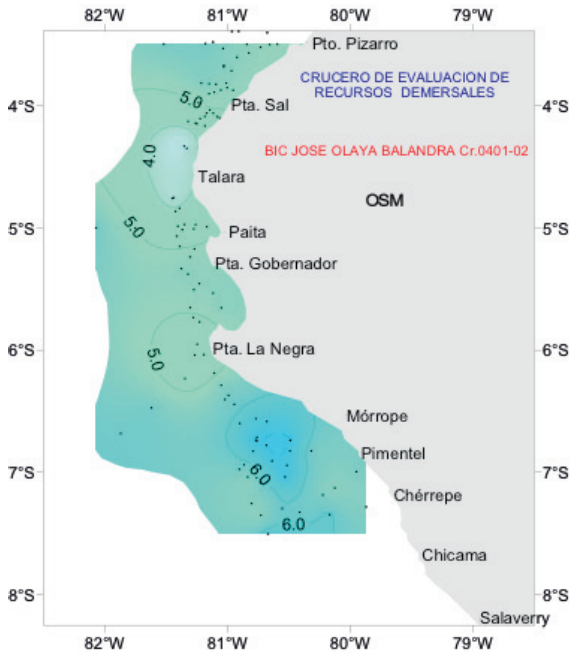 82°W 81°W 80°W 79°W
Pto. Pizarro
CRUCERO DE EVALUACION DE
RECURSOS DEMERSALES
4°S 4°S
5.0
Pta. Sal
BIC JOSE OLAYA BALANDRA Cr.0401-02
4.0
Talara
OSM
5.0
5°S 5°S
Paita
Pta. Gobernador
5.0
Pta. La Negra
6°S 6°S
Mórrope
Pimentel
6.0
7°S 7°S
Chérrepe
6.0
Chicama
8°S 8°S
Salaverry
82°W 81°W 80°W 79°W